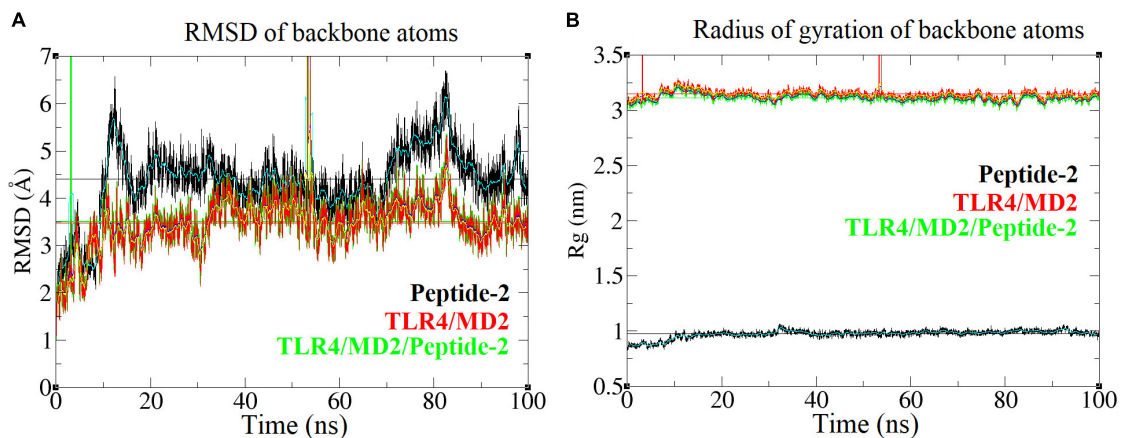 A
RMSD of backbone atoms
7
6
5
4
3
2
1
0
RMSD (Å)
Peptide-2
TLR4/MD2
TLR4/MD2/Peptide-2
0 20 40 60 80 100
Time (ns)
B
Radius of gyration of backbone atoms
3.5
3
2.5
2
1.5
1
0.5
Rg (nm)
Peptide-2
TLR4/MD2
TLR4/MD2/Peptide-2
0 20 40 60 80 100
Time (ns)